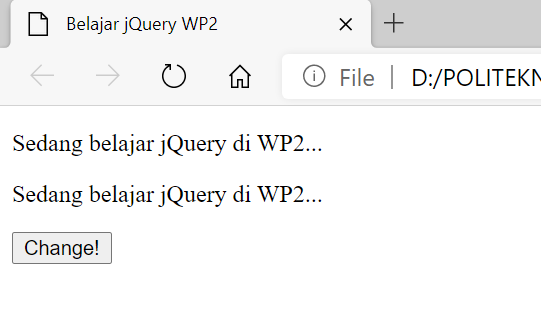 Belajar jQuery WP2
File D:/POLITEKN
Sedang belajar jQuery di WP2...
Sedang belajar jQuery di WP2...
Change!